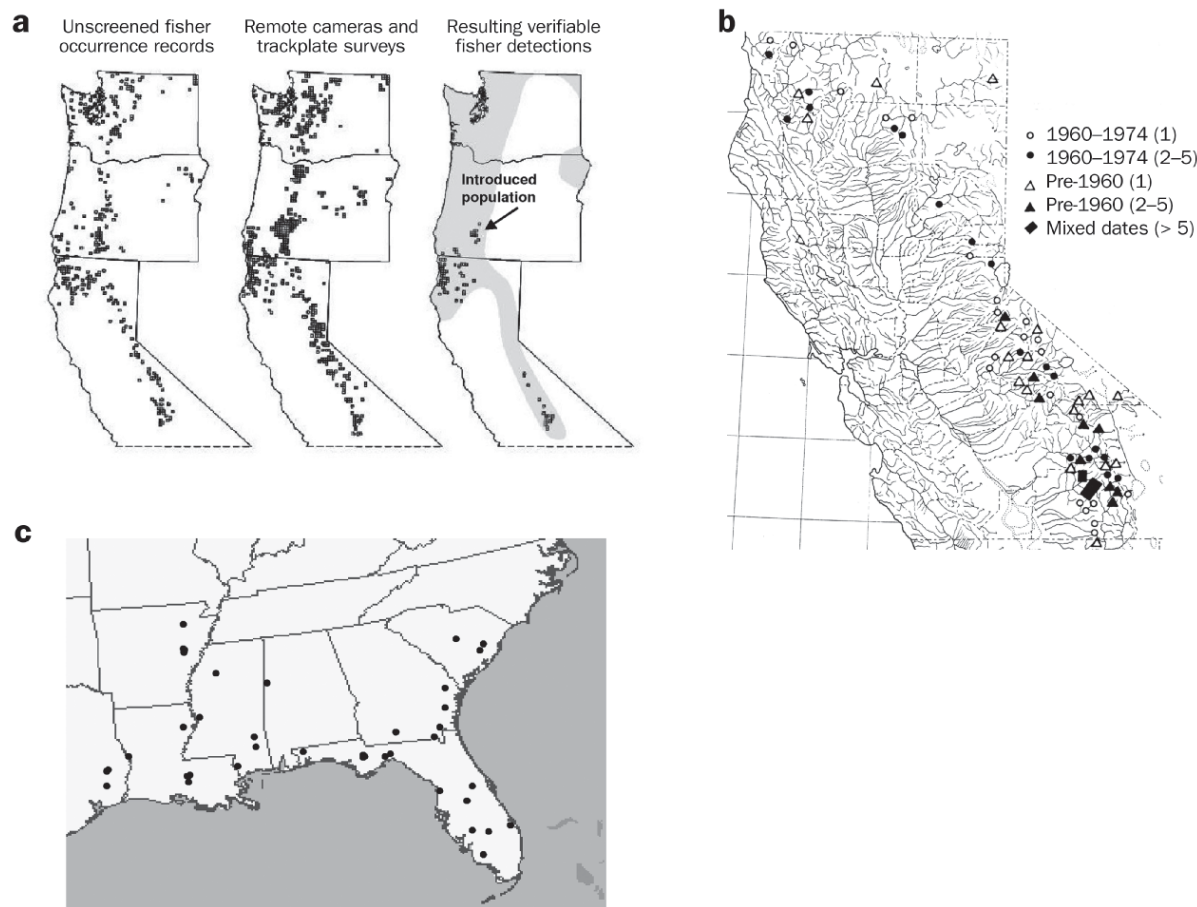 a
Unscreened fisher
occurrence records
Remote cameras and
trackplate surveys
Resulting verifiable
fisher detections
Introduced
population
b
1960–1974 (1)
1960–1974 (2–5)
Pre-1960 (1)
Pre-1960 (2–5)
Mixed dates (> 5)
c